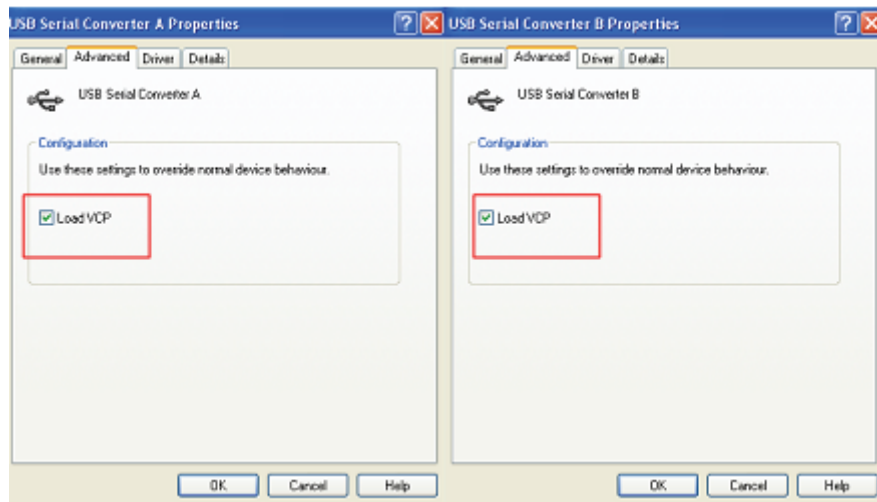 USB Serial Converter A Properties
General Advanced Driver Details
USB Serial Converter A
Configuration
Use these settings to override normal device behaviour.
Load VCP
OK Cancel Help
USB Serial Converter B Properties
General Advanced Driver Details
USB Serial Converter B
Configuration
Use these settings to override normal device behaviour.
Load VCP
OK Cancel Help